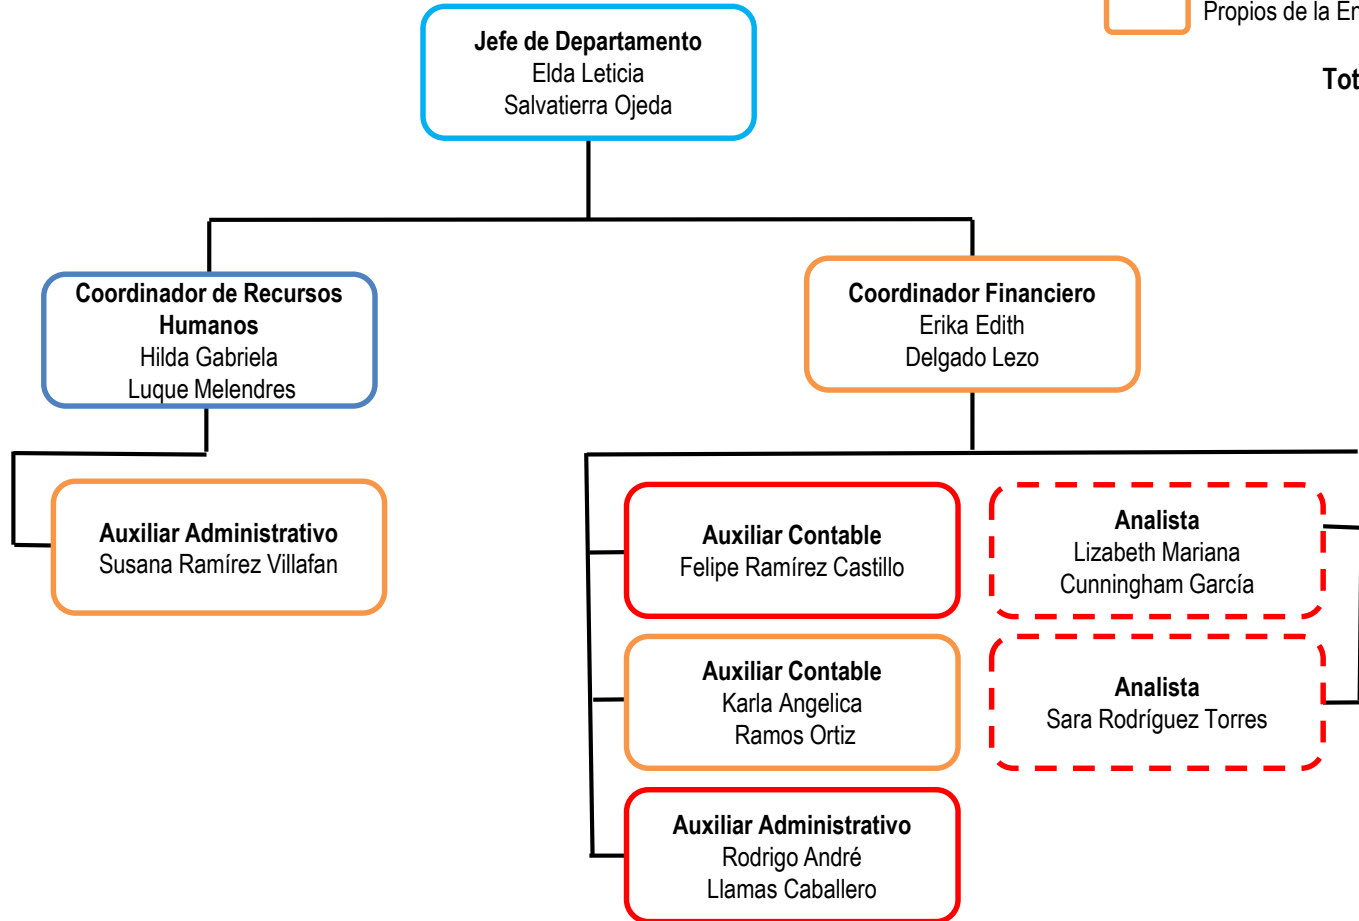 Propios de la En
Tot
Jefe de Departamento
Elda Leticia
Salvatierra Ojeda
Coordinador de Recursos
Humanos
Hilda Gabriela
Luque Melendres
Coordinador Financiero
Erika Edith
Delgado Lezo
Auxiliar Administrativo
Susana Ramírez Villafan
Auxiliar Contable
Felipe Ramírez Castillo
Analista
Lizabeth Mariana
Cunningham García
Auxiliar Contable
Karla Angelica
Ramos Ortiz
Analista
Sara Rodríguez Torres
Auxiliar Administrativo
Rodrigo André
Llamas Caballero